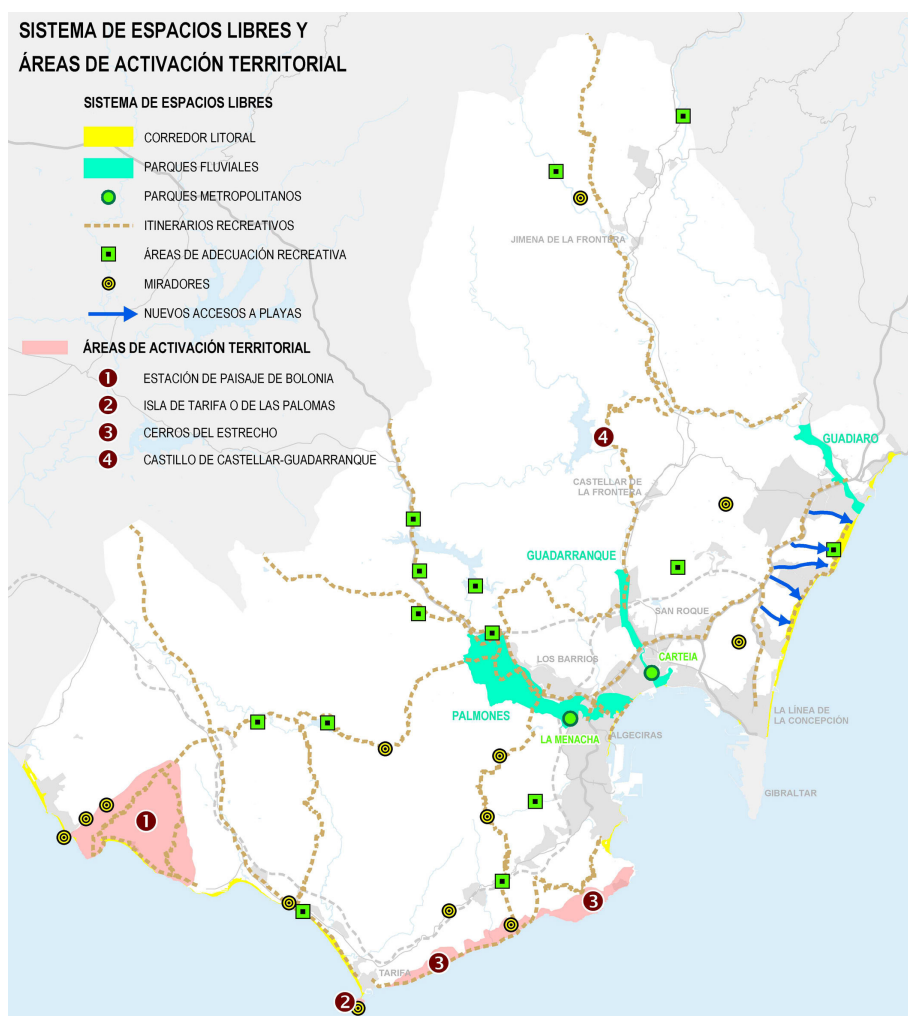 SISTEMA DE ESPACIOS LIBRES Y
ÁREAS DE ACTIVACIÓN TERRITORIAL
SISTEMA DE ESPACIOS LIBRES
CORREDOR LITORAL
PARQUES FLUVIALES
PARQUES METROPOLITANOS
ITINERARIOS RECREATIVOS
ÁREAS DE ADECUACIÓN RECREATIVA
MIRADORES
NUEVOS ACCESOS A PLAYAS
ÁREAS DE ACTIVACIÓN TERRITORIAL
1 ESTACIÓN DE PAISAJE DE BOLONIA
2 ISLA DE TARIFA O DE LAS PALOMAS
3 CERROS DEL ESTRECHO
4 CASTILLO DE CASTELLAR-GUADARRANQUE
JIMENA DE LA FRONTERA
4
GUADIARO
CASTELLAR DE
LA FRONTERA
GUADARRANQUE
SAN ROQUE
LOS BARRIOS
CARTEIA
PALMONES
LA LÍNEA DE
LA CONCEPCIÓN
LA MENACHA
ALGECIRAS
GIBRALTAR
1
3
3
TARIFA
2